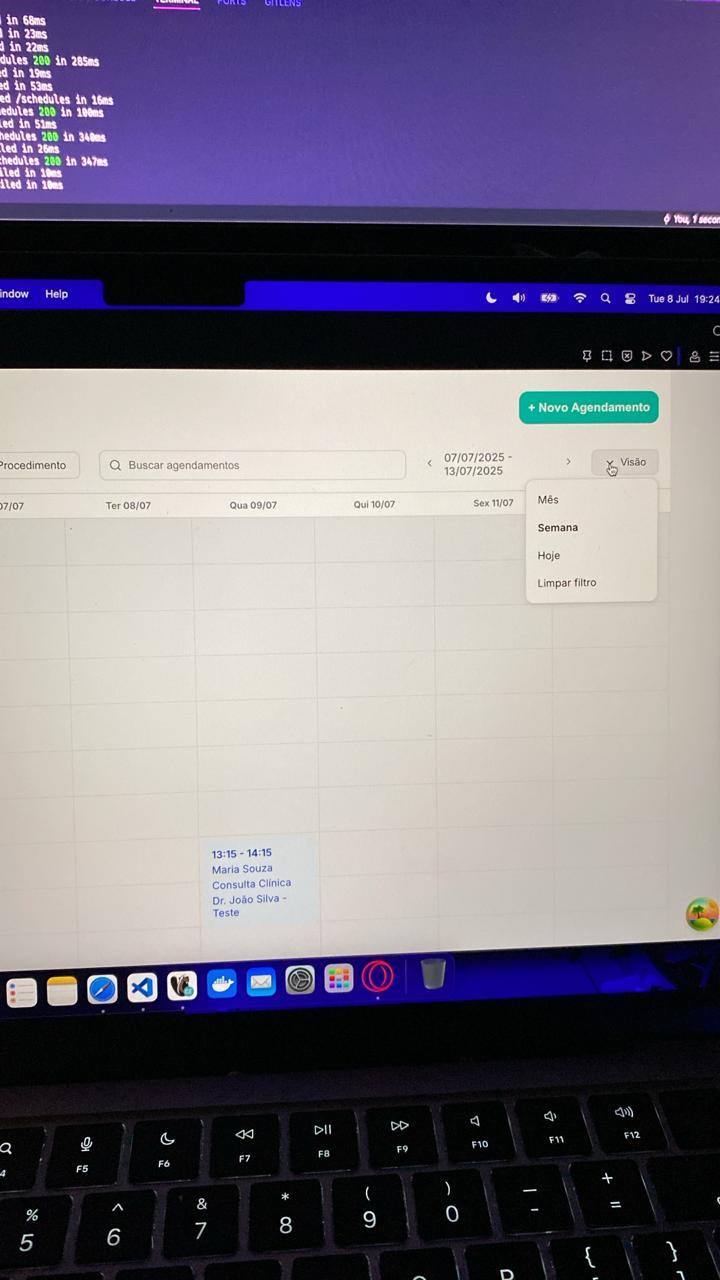 TERMINAL PORTS GITLENS
in 68ms
in 23ms
d in 22ms
dules 200 in 285ms
ed in 19ms
ed in 53ms
ed /schedules in 16ms
edules 200 in 100ms
led in 51ms
hedules 200 in 340ms
led in 26ms
chedules 200 in 347ms
iled in 10ms
iled in 10ms
You, 1 secon
indow Help
Tue 8 Jul 19:24
+ Novo Agendamento
Procedimento
Buscar agendamentos
07/07/2025 -
13/07/2025
Visão
07/07 Ter 08/07 Qua 09/07 Qui 10/07 Sex 11/07
Mês
Semana
Hoje
Limpar filtro
13:15 - 14:15
Maria Souza
Consulta Clínica
Dr. João Silva -
Teste
F5 F6 F7 F8 F9 F10 F11 F12
% ^ & * ( ) — +
5 6 7 8 9 0 - =
{ }